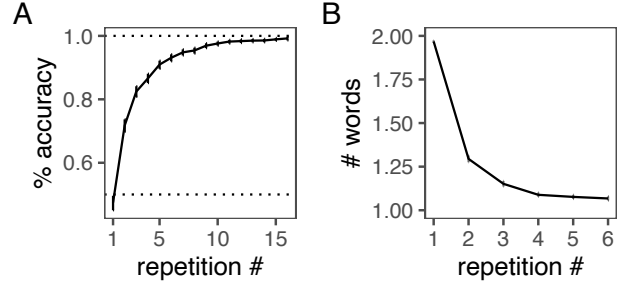 A
% accuracy
1.0
0.8
0.6
1 5 10 15
repetition #
B
# words
2.00
1.75
1.50
1.25
1.00
1 2 3 4 5 6
repetition #